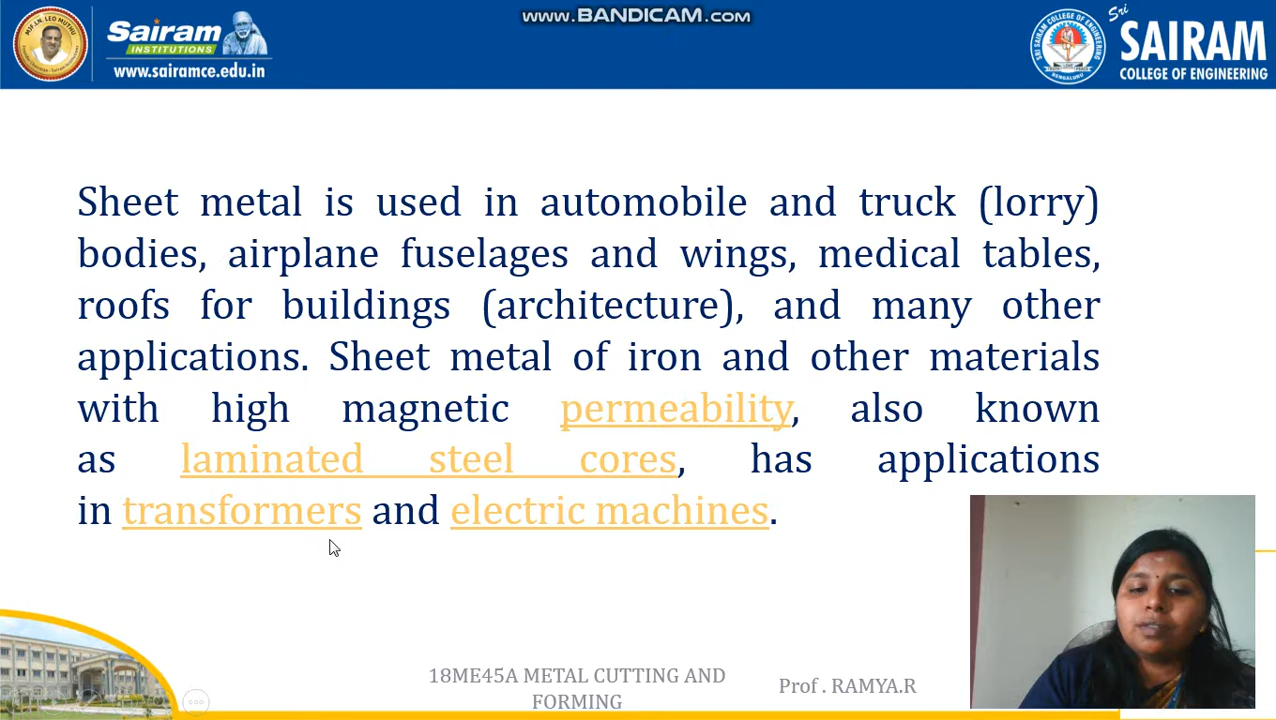 www.BANDICAM.com
Sairam
INSTITUTIONS
www.sairamce.edu.in
Sri
SAIRAM
COLLEGE OF ENGINEERING
Sheet metal is used in automobile and truck (lorry)
bodies, airplane fuselages and wings, medical tables,
roofs for buildings (architecture), and many other
applications. Sheet metal of iron and other materials
with high magnetic permeability, also known
as laminated steel cores, has applications
in transformers and electric machines.
18ME45A METAL CUTTING AND
FORMING
Prof . RAMYA.R